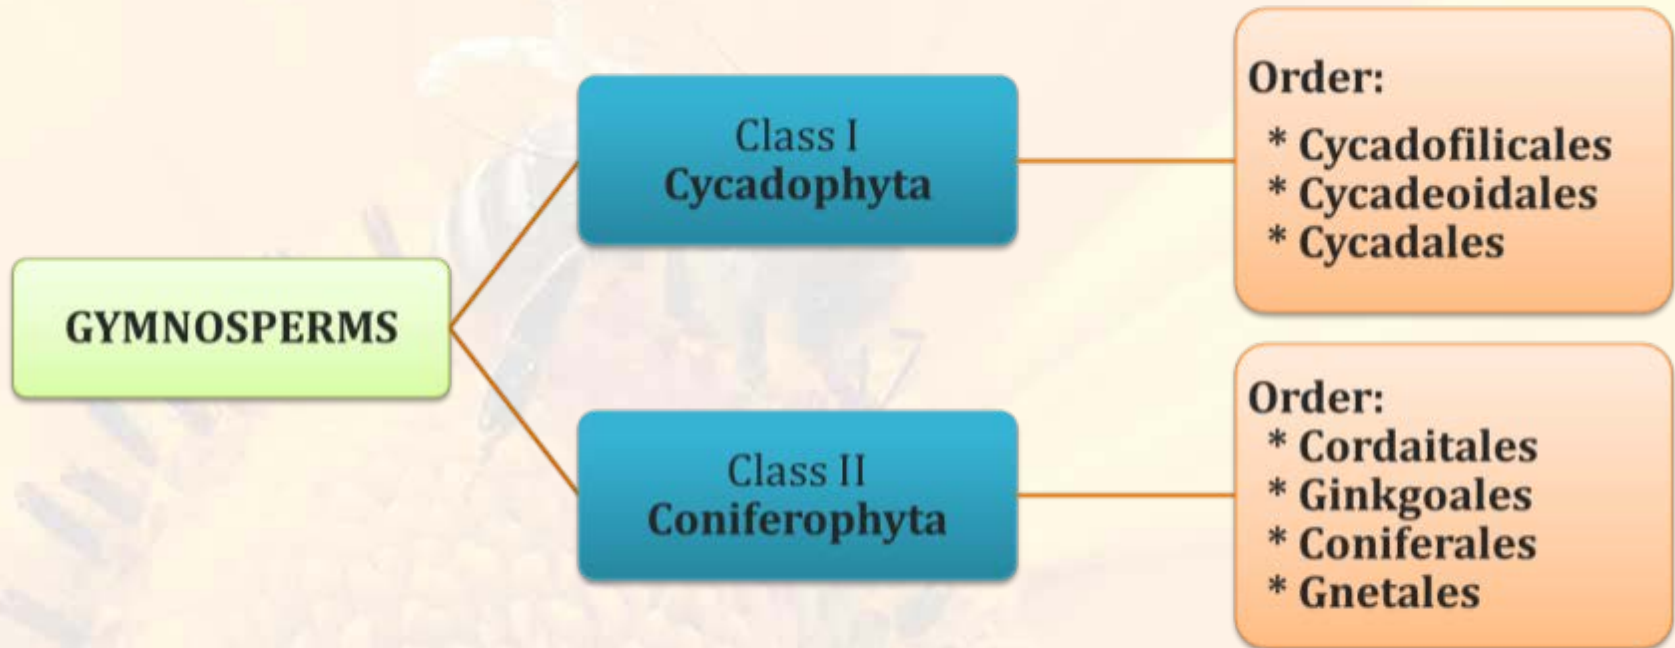 GYMNOSPERMS
Class I
Cycadophyta
Order:
* Cycadofilicales
* Cycadeoidales
* Cycadales
Class II
Coniferophyta
Order:
* Cordaitales
* Ginkgoales
* Coniferales
* Gnetales